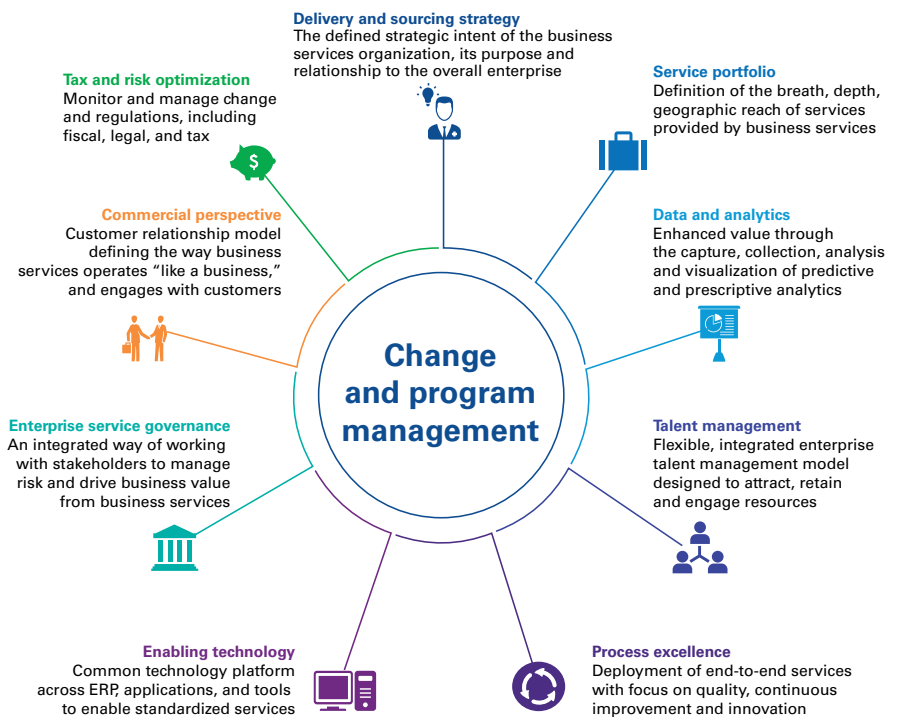 Delivery and sourcing strategy
The defined strategic intent of the business
services organization, its purpose and
relationship to the overall enterprise
Service portfolio
Definition of the breath, depth,
geographic reach of services
provided by business services
Data and analytics
Enhanced value through
the capture, collection, analysis
and visualization of predictive
and prescriptive analytics
Talent management
Flexible, integrated enterprise
talent management model
designed to attract, retain
and engage resources
Process excellence
Deployment of end-to-end services
with focus on quality, continuous
improvement and innovation
Enabling technology
Common technology platform
across ERP, applications, and tools
to enable standardized services
Enterprise service governance
An integrated way of working
with stakeholders to manage
risk and drive business value
from business services
Commercial perspective
Customer relationship model
defining the way business
services operates “like a business,”
and engages with customers
Tax and risk optimization
Monitor and manage change
and regulations, including
fiscal, legal, and tax
$
Change
and program
management